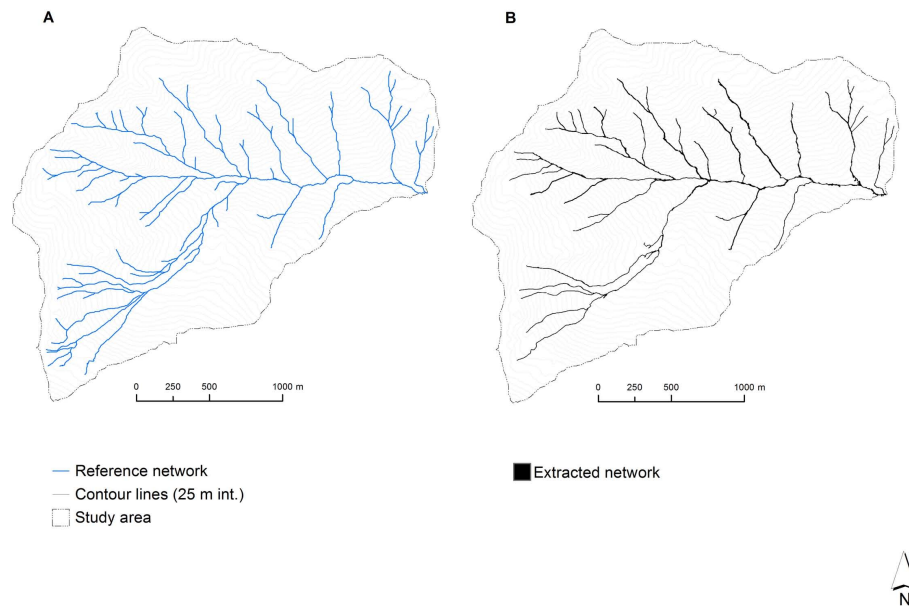 A
B
0 250 500 1000 m
0 250 500 1000 m
Reference network
Contour lines (25 m int.)
Study area
Extracted network
N